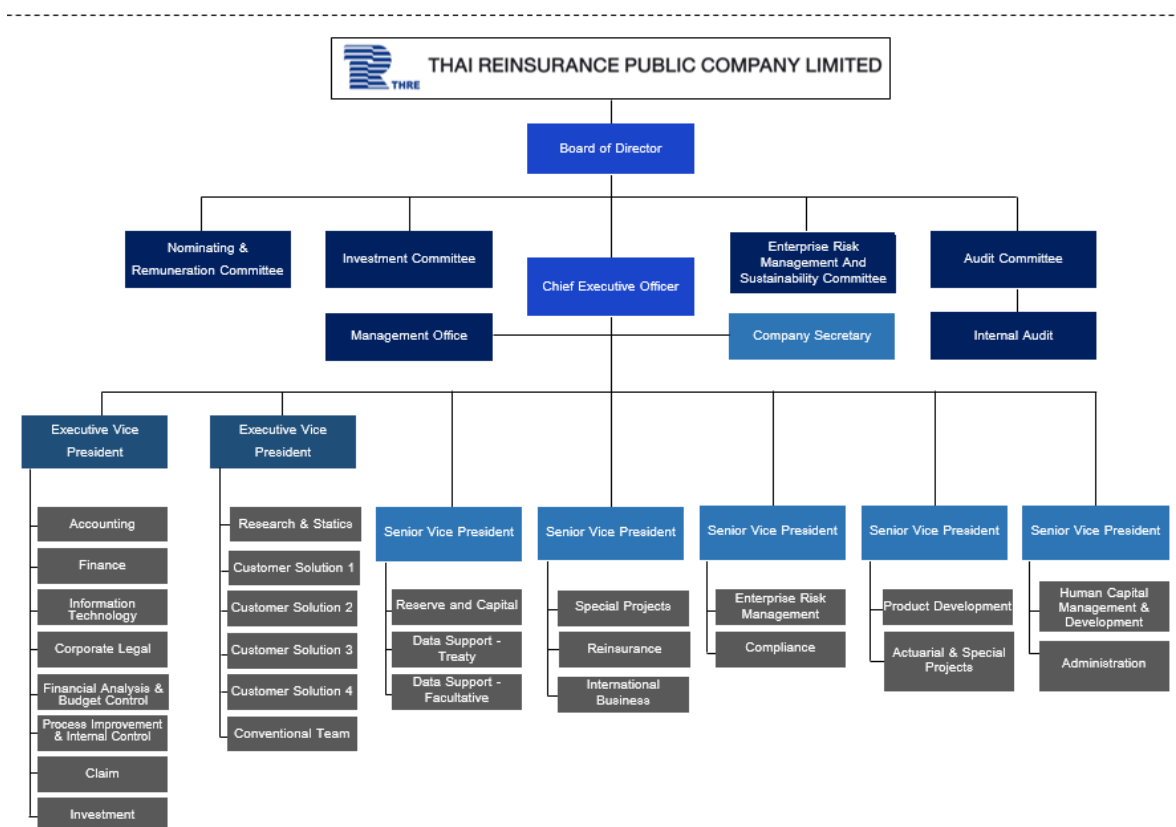 THRE
THAI REINSURANCE PUBLIC COMPANY LIMITED
Board of Director
Nominating &
Remuneration Committee
Investment Committee
Enterprise Risk
Management And
Sustainability Committee
Audit Committee
Chief Executive Officer
Management Office
Company Secretary
Internal Audit
Executive Vice
President
Accounting
Finance
Information
Technology
Corporate Legal
Financial Analysis &
Budget Control
Process Improvement
& Internal Control
Claim
Investment
Executive Vice
President
Research & Statics
Customer Solution 1
Customer Solution 2
Customer Solution 3
Customer Solution 4
Conventional Team
Senior Vice President
Reserve and Capital
Data Support -
Treaty
Data Support -
Facultative
Senior Vice President
Special Projects
Reinsurance
International
Business
Senior Vice President
Enterprise Risk
Management
Compliance
Senior Vice President
Product Development
Actuarial & Special
Projects
Senior Vice President
Human Capital
Management &
Development
Administration